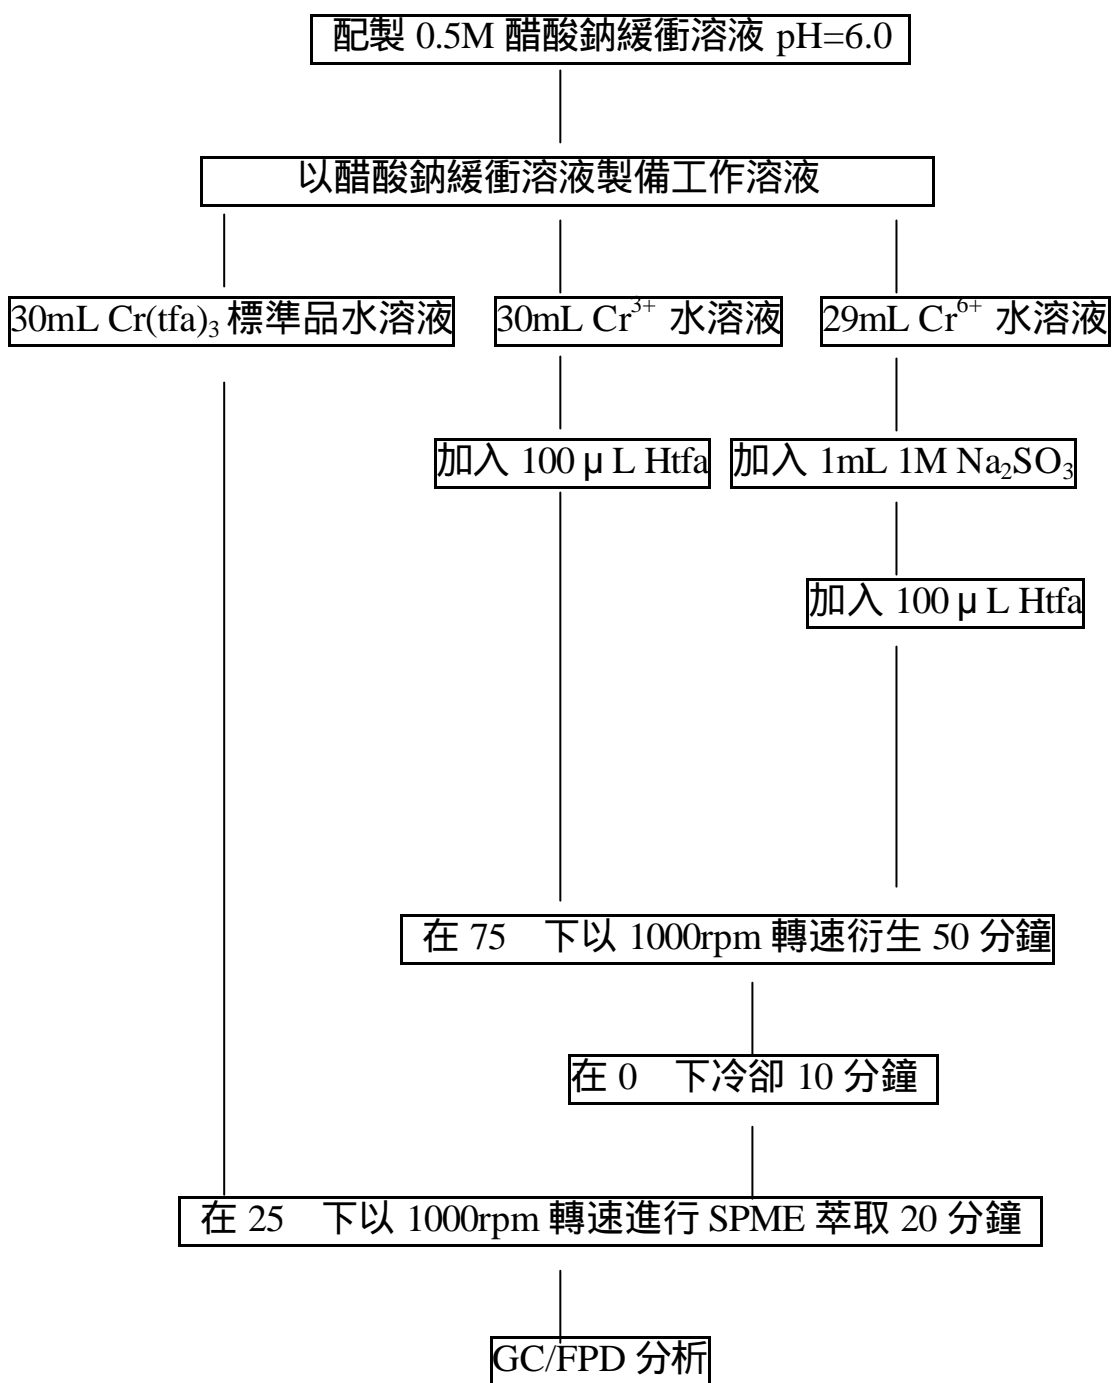 配製 0.5M 醋酸鈉緩衝溶液 pH=6.0
以醋酸鈉緩衝溶液製備工作溶液
30mL Cr(tfa)₃ 標準品水溶液
30mL Cr³⁺ 水溶液
29mL Cr⁶⁺ 水溶液
加入 100 μ L Htfa
加入 1mL 1M Na₂SO₃
加入 100 μ L Htfa
在 75 下以 1000rpm 轉速衍生 50 分鐘
在 0 下冷卻 10 分鐘
在 25 下以 1000rpm 轉速進行 SPME 萃取 20 分鐘
GC/FPD 分析